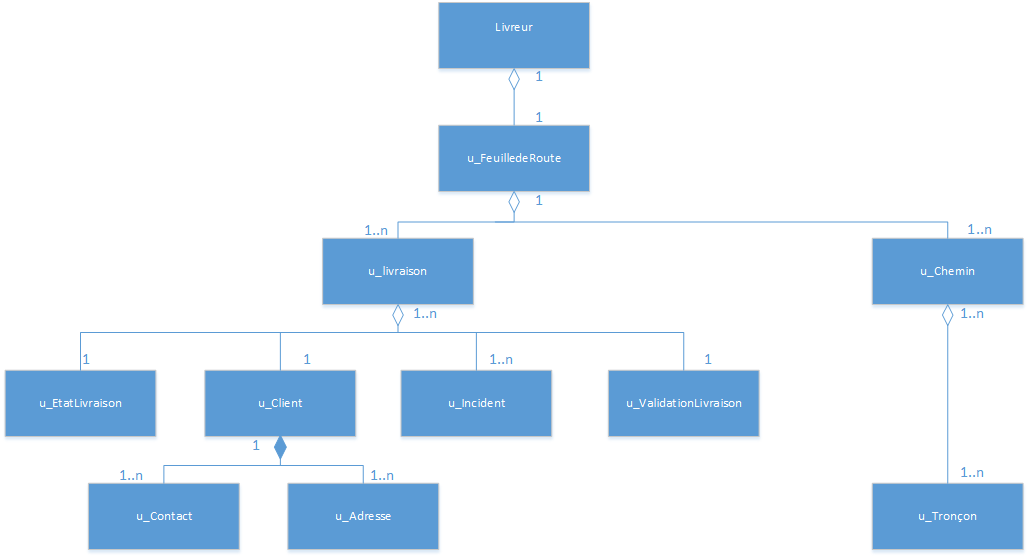 Livreur
1
1
u_FeuilledeRoute
1
1..n
1..n
u_livraison
u_Chemin
1..n
1..n
1
1
1..n
1
u_EtatLivraison
u_Client
u_Incident
u_ValidationLivraison
1
1..n
1..n
1..n
u_Contact
u_Adresse
u_Tronçon